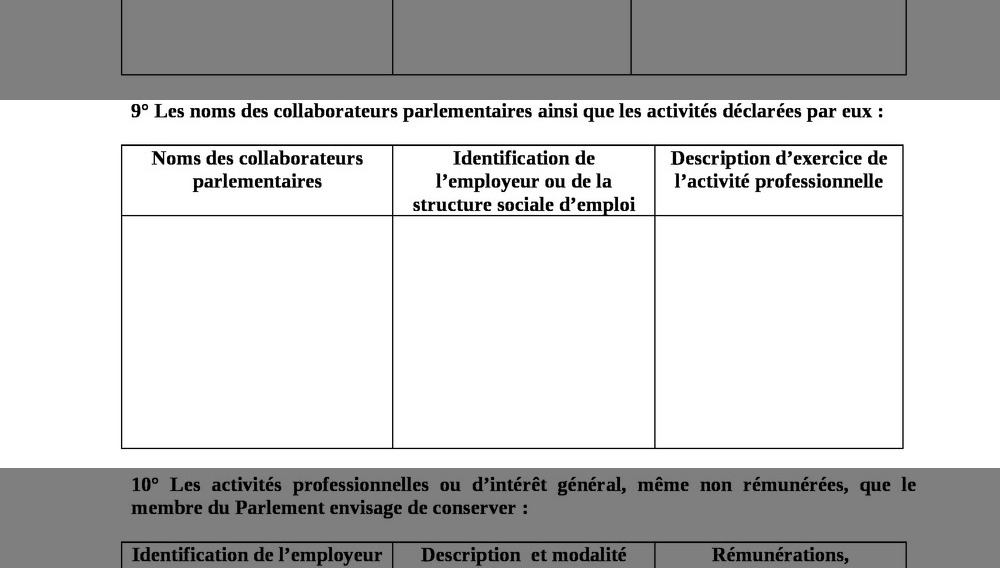 9° Les noms des collaborateurs parlementaires ainsi que les activités déclarées par eux :
Noms des collaborateurs
parlementaires
Identification de
l’employeur ou de la
structure sociale d’emploi
Description d’exercice de
l’activité professionnelle
10° Les activités professionnelles ou d’intérêt général, même non rémunérées, que le
membre du Parlement envisage de conserver :
Identification de l’employeur
Description et modalité
Rémunérations,